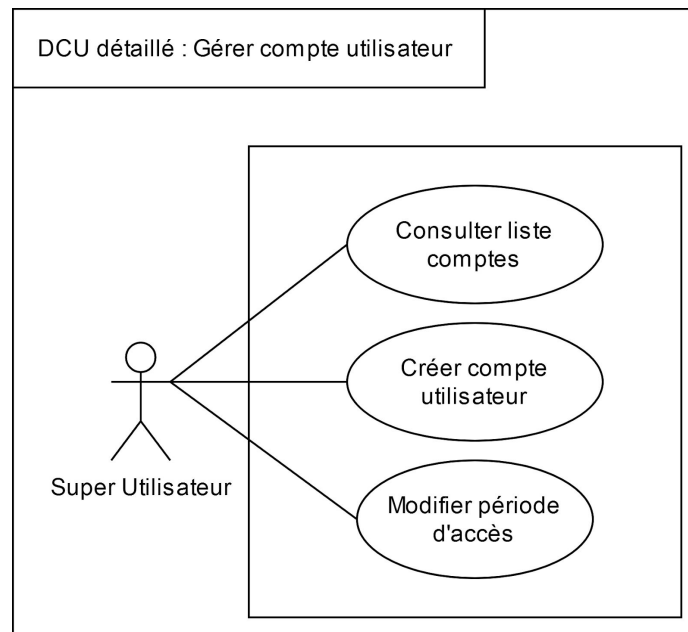 DCU détaillé : Gérer compte utilisateur
Consulter liste
comptes
Créer compte
utilisateur
Super Utilisateur
Modifier période
d'accès